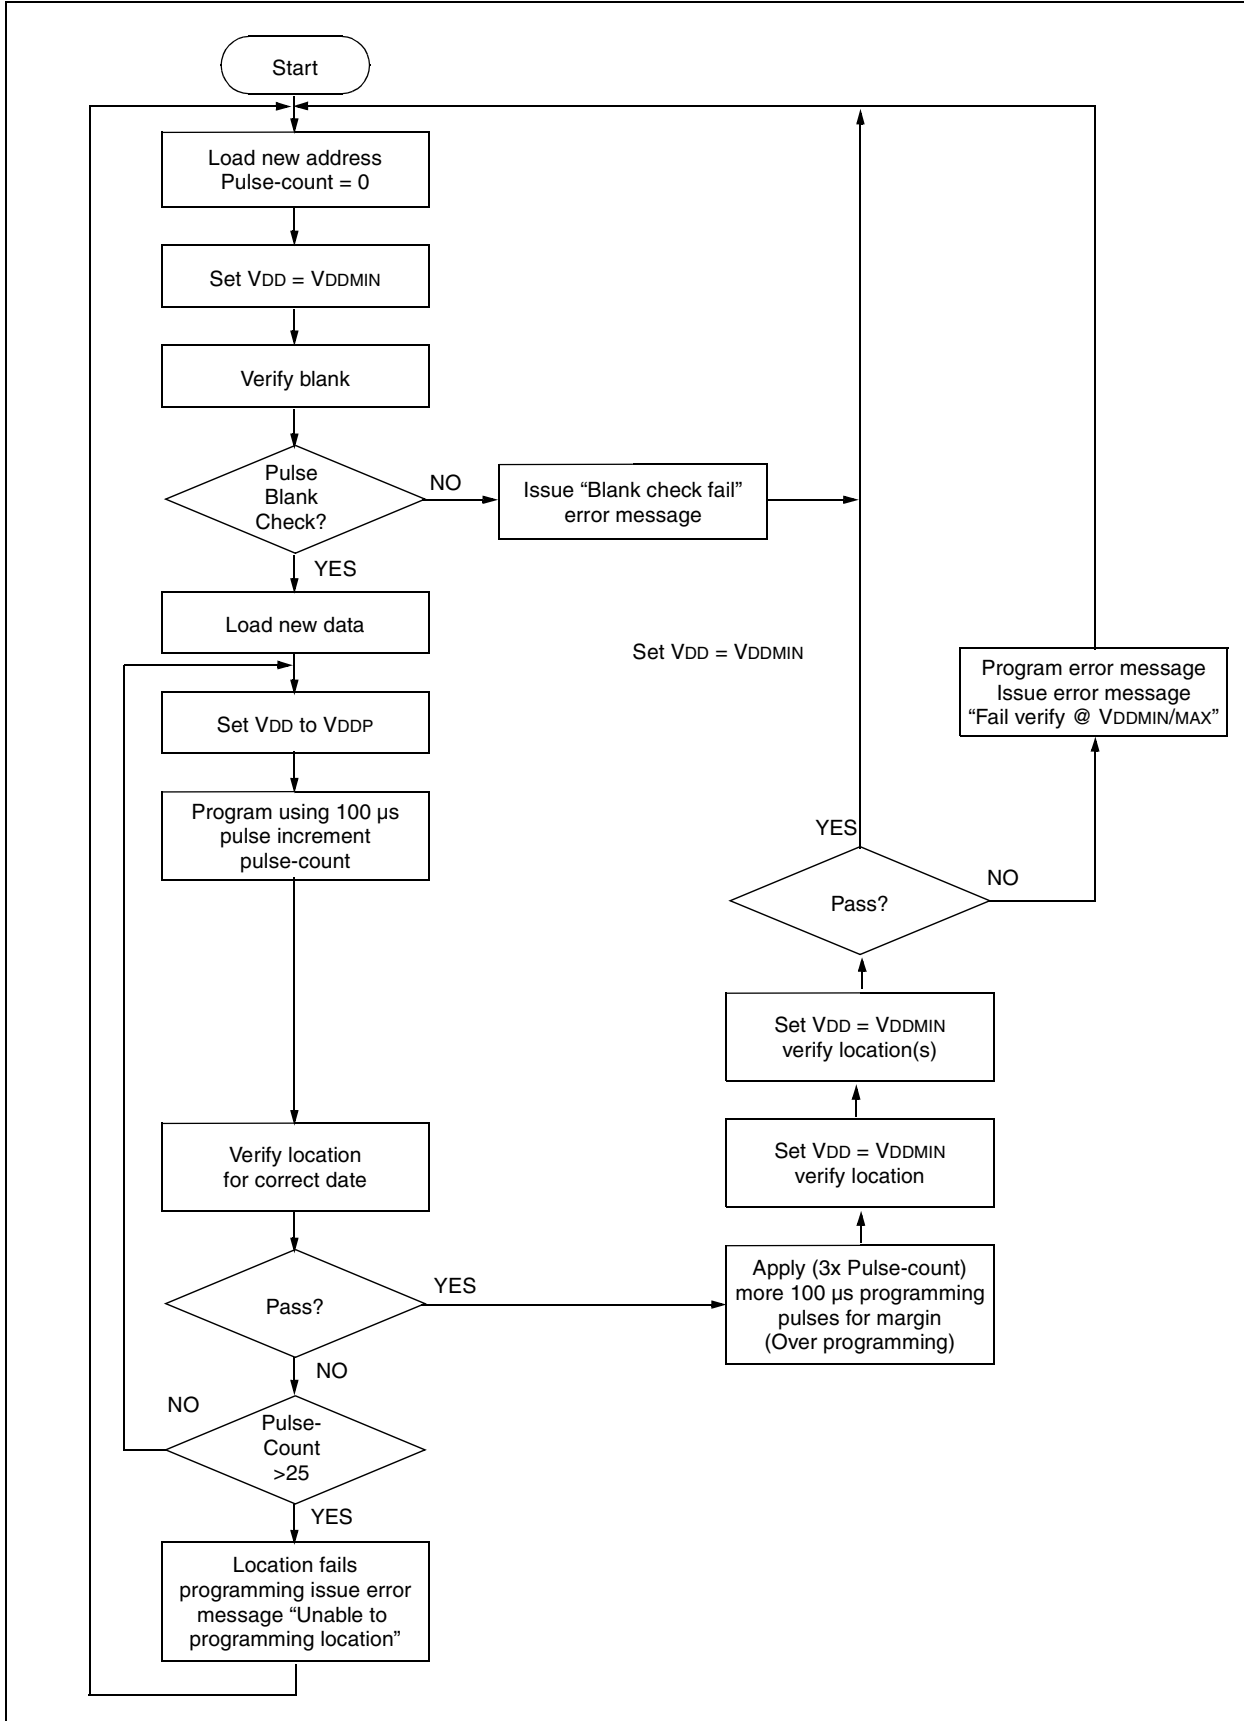 Start
Load new address
Pulse-count = 0
Set VDD = VDDMIN
Verify blank
Pulse
Blank
Check?
NO
Issue “Blank check fail”
error message
YES
Load new data
Set VDD = VDDMIN
Program error message
Issue error message
“Fail verify @ VDDMIN/MAX”
Set VDD to VDDP
Program using 100 µs
pulse increment
pulse-count
YES
Pass?
NO
Set VDD = VDDMIN
verify location(s)
Set VDD = VDDMIN
verify location
Verify location
for correct date
Pass?
YES
Apply (3x Pulse-count)
more 100 µs programming
pulses for margin
(Over programming)
NO
NO
Pulse-
Count
>25
YES
Location fails
programming issue error
message “Unable to
programming location”